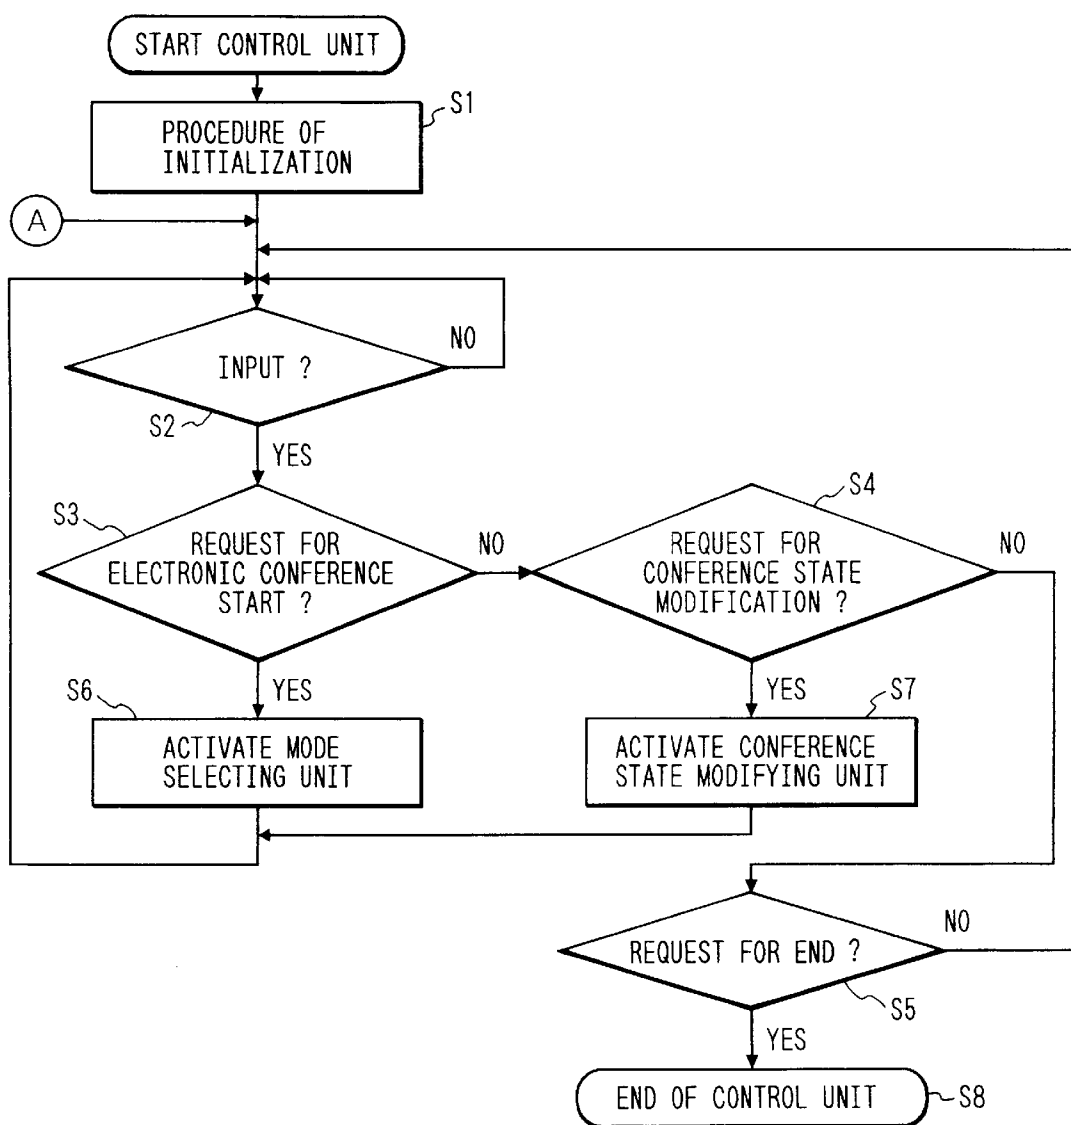 START CONTROL UNIT
S1
PROCEDURE OF
INITIALIZATION
A
INPUT ?
NO
S2
YES
S3
REQUEST FOR
ELECTRONIC CONFERENCE
START ?
NO
S4
REQUEST FOR
CONFERENCE STATE
MODIFICATION ?
NO
S6
YES
ACTIVATE MODE
SELECTING UNIT
YES
S7
ACTIVATE CONFERENCE
STATE MODIFYING UNIT
REQUEST FOR END ?
NO
S5
YES
END OF CONTROL UNIT
S8